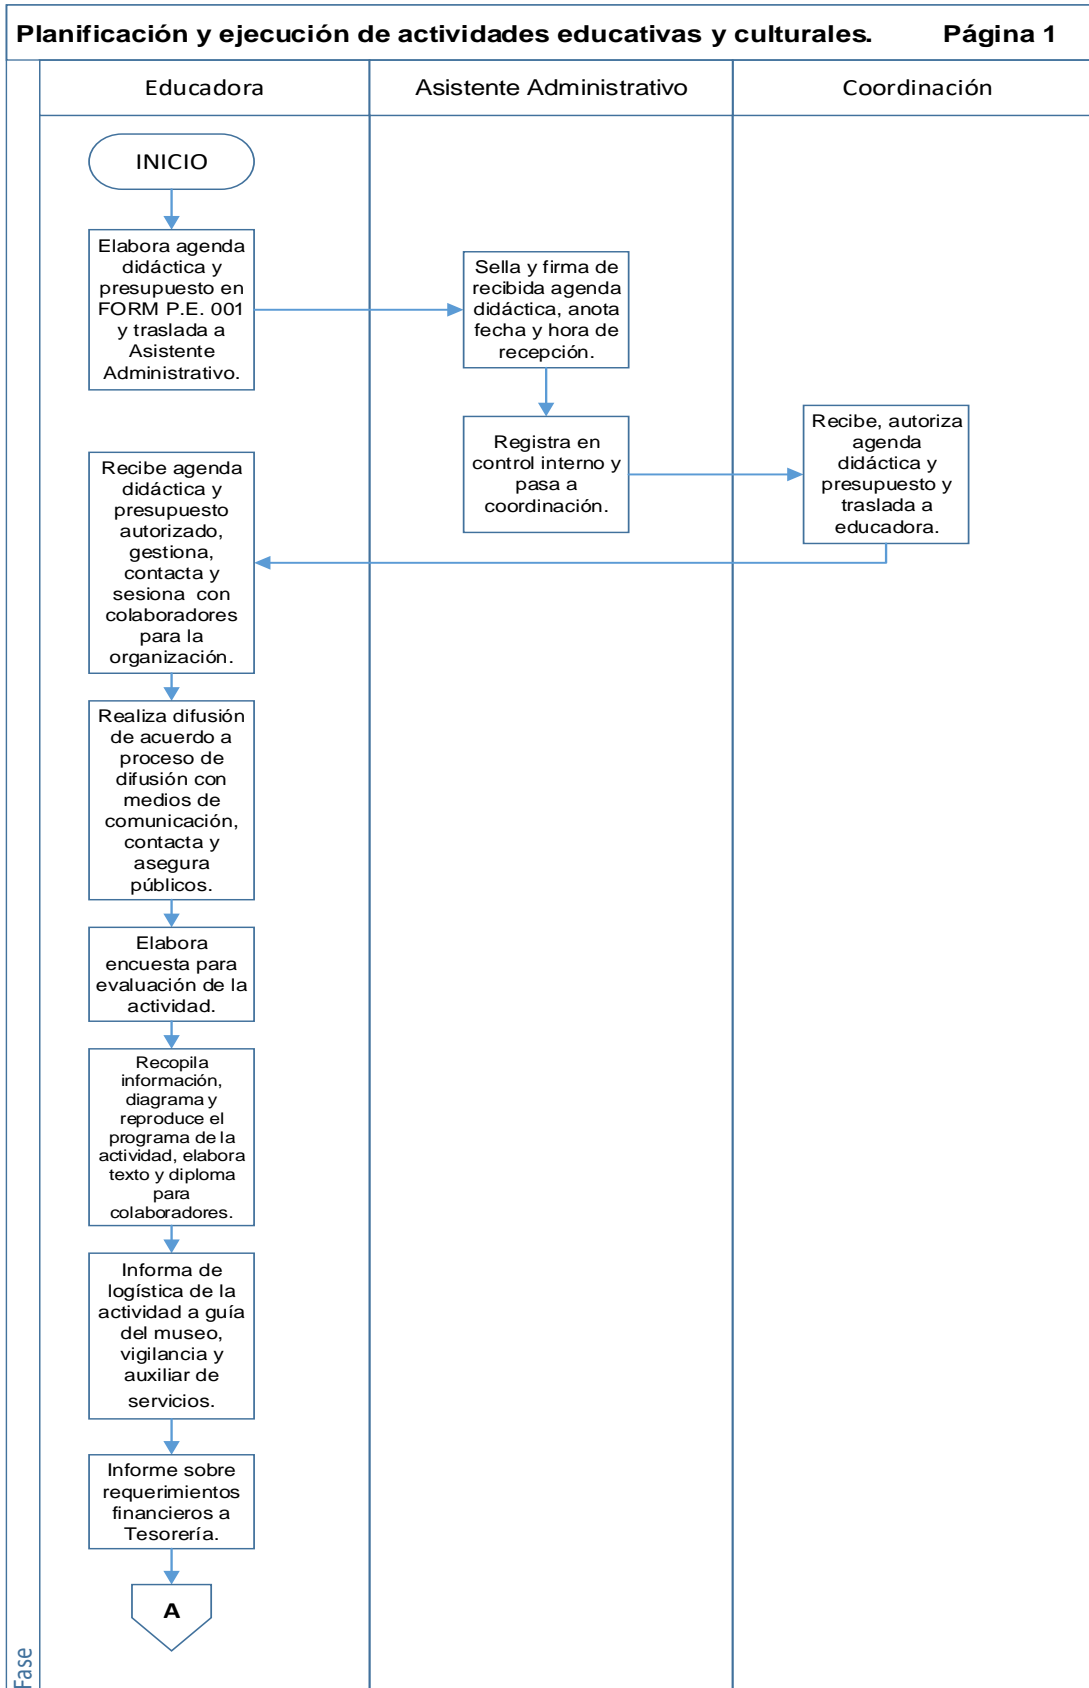 Planificación y ejecución de actividades educativas y culturales. Página 1
Educadora
Asistente Administrativo
Coordinación
INICIO
Elabora agenda
didáctica y
presupuesto en
FORM P.E. 001
y traslada a
Asistente
Administrativo.
Sella y firma de
recibida agenda
didáctica, anota
fecha y hora de
recepción.
Registra en
control interno y
pasa a
coordinación.
Recibe, autoriza
agenda
didáctica y
presupuesto y
traslada a
educadora.
Recibe agenda
didáctica y
presupuesto
autorizado,
gestiona,
contacta y
sesiona con
colaboradores
para la
organización.
Realiza difusión
de acuerdo a
proceso de
difusión con
medios de
comunicación,
contacta y
asegura
públicos.
Elabora
encuesta para
evaluación de la
actividad.
Recopila
información,
diagrama y
reproduce el
programa de la
actividad, elabora
texto y diploma
para
colaboradores.
Informa de
logística de la
actividad a guía
del museo,
vigilancia y
auxiliar de
servicios.
Informe sobre
requerimientos
financieros a
Tesorería.
A
Fase